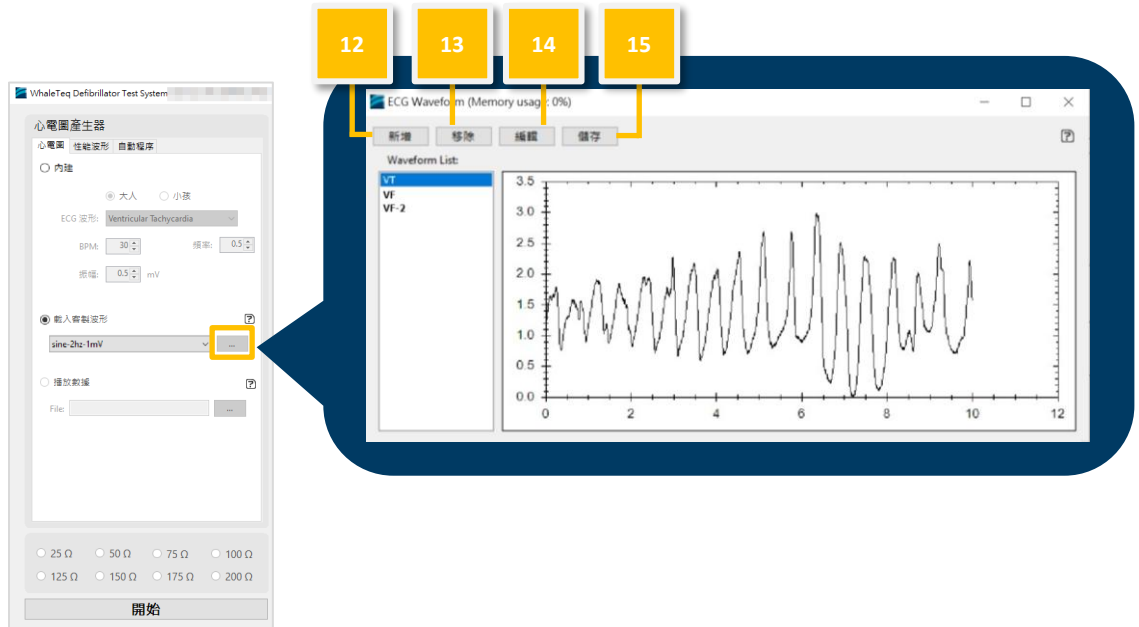 12
13
14
15
WhaleTeq Defibrillator Test System
心電圖產生器
心電圖 性能波形 自動程序
內建
大人 小孩
ECG 波形: Ventricular Tachycardia
BPM: 30 頻率: 0.5
振幅: 0.5 mV
載入客製波形 ?
sine-2hz-1mV ...
播放數據 ?
File: ...
25 Ω 50 Ω 75 Ω 100 Ω
125 Ω 150 Ω 175 Ω 200 Ω
開始
ECG Waveform (Memory usage: 0%)
新增 移除 編輯 儲存 ?
Waveform List:
VT
VF
VF-2
3.5
3.0
2.5
2.0
1.5
1.0
0.5
0.0
0 2 4 6 8 10 12